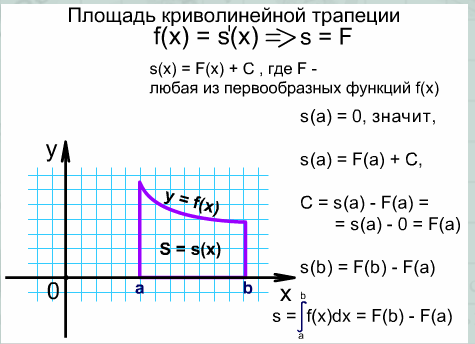 Площадь криволинейной трапеции
f(x) = s'(x) => s = F
s(x) = F(x) + C , где F -
любая из первообразных функций f(x)
s(a) = 0, значит,
s(a) = F(a) + C,
C = s(a) - F(a) =
= s(a) - 0 = F(a)
s(b) = F(b) - F(a)
s = ∫ₐᵇ f(x)dx = F(b) - F(a)
y
y = f(x)
S = s(x)
0 a b x